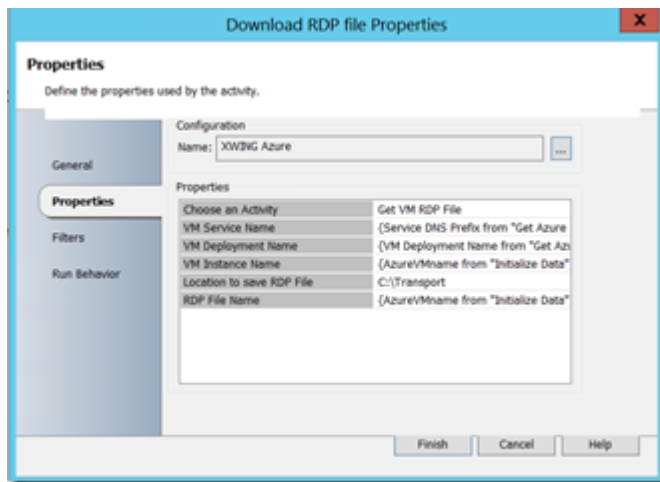 Download RDP file Properties
x
Properties
Define the properties used by the activity.
General
Properties
Filters
Run Behavior
Configuration
Name: XWING Azure ...
Properties
Choose an Activity Get VM RDP File
VM Service Name {Service DNS Prefix from "Get Azure
VM Deployment Name {VM Deployment Name from "Get Azu
VM Instance Name {AzureVMname from "Initialize Data"
Location to save RDP File C:\Transport
RDP File Name {AzureVMname from "Initialize Data"
Finish Cancel Help